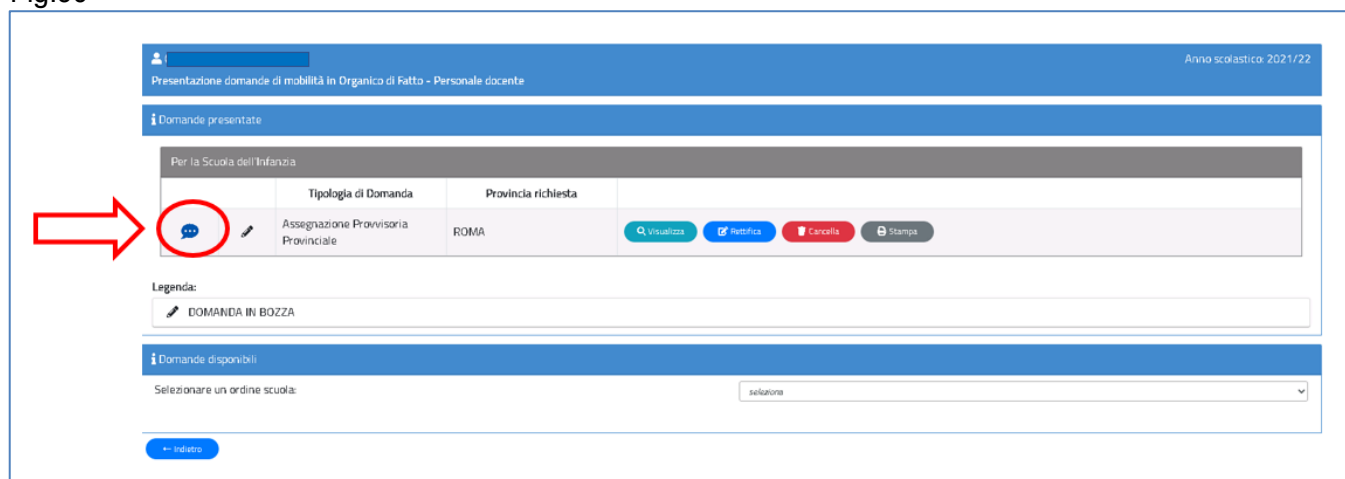 Anno scolastico: 2021/22
Presentazione domande di mobilità in Organico di Fatto - Personale docente
Domande presentate
Per la Scuola dell'Infanzia
Tipologia di Domanda Provincia richiesta
Assegnazione Provvisoria Provinciale ROMA Visualizza Rettifica Cancella Stampa
Legenda:
DOMANDA IN BOZZA
Domande disponibili
Selezionare un ordine scuola: seleziona
← Indietro